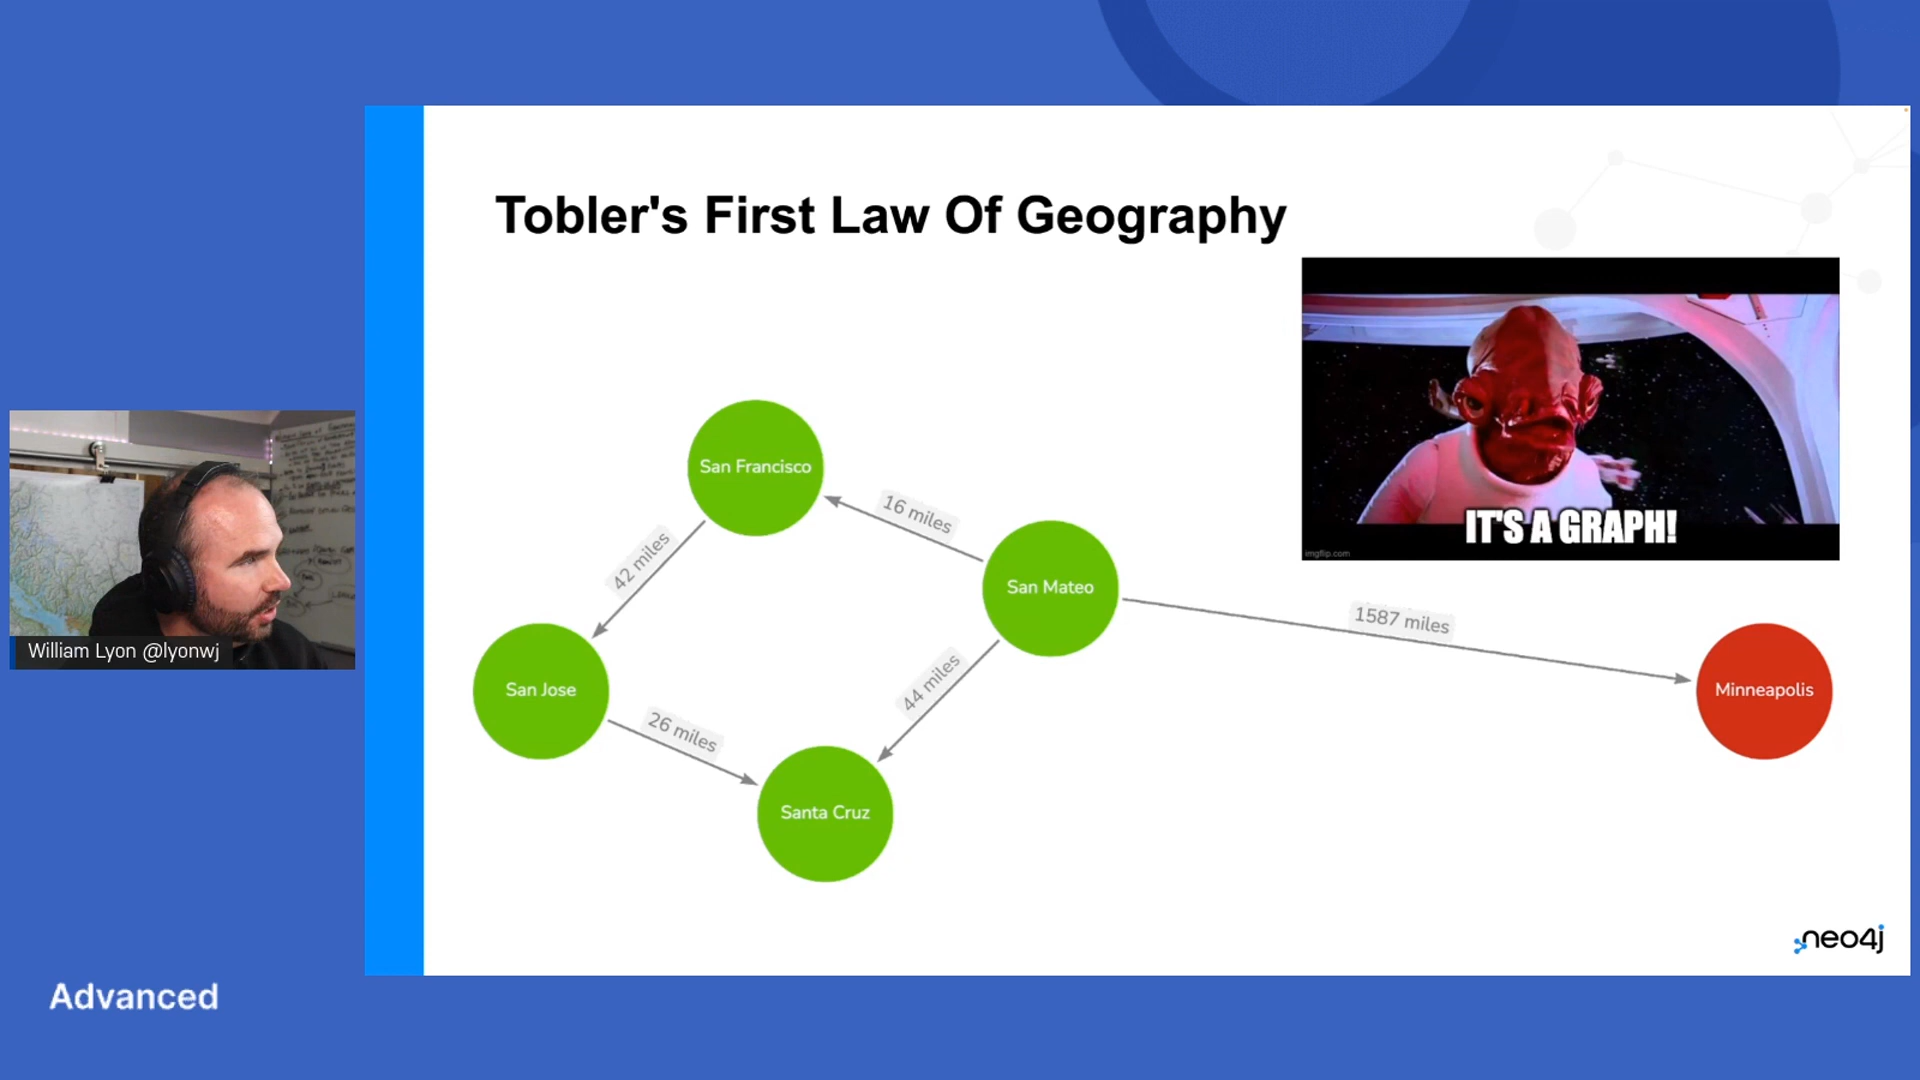 Tobler's First Law Of Geography
IT'S A GRAPH!
imgflip.com
San Francisco
16 miles
San Mateo
42 miles
1587 miles
44 miles
San Jose
Minneapolis
26 miles
Santa Cruz
William Lyon @lyonwj
neo4j
Advanced